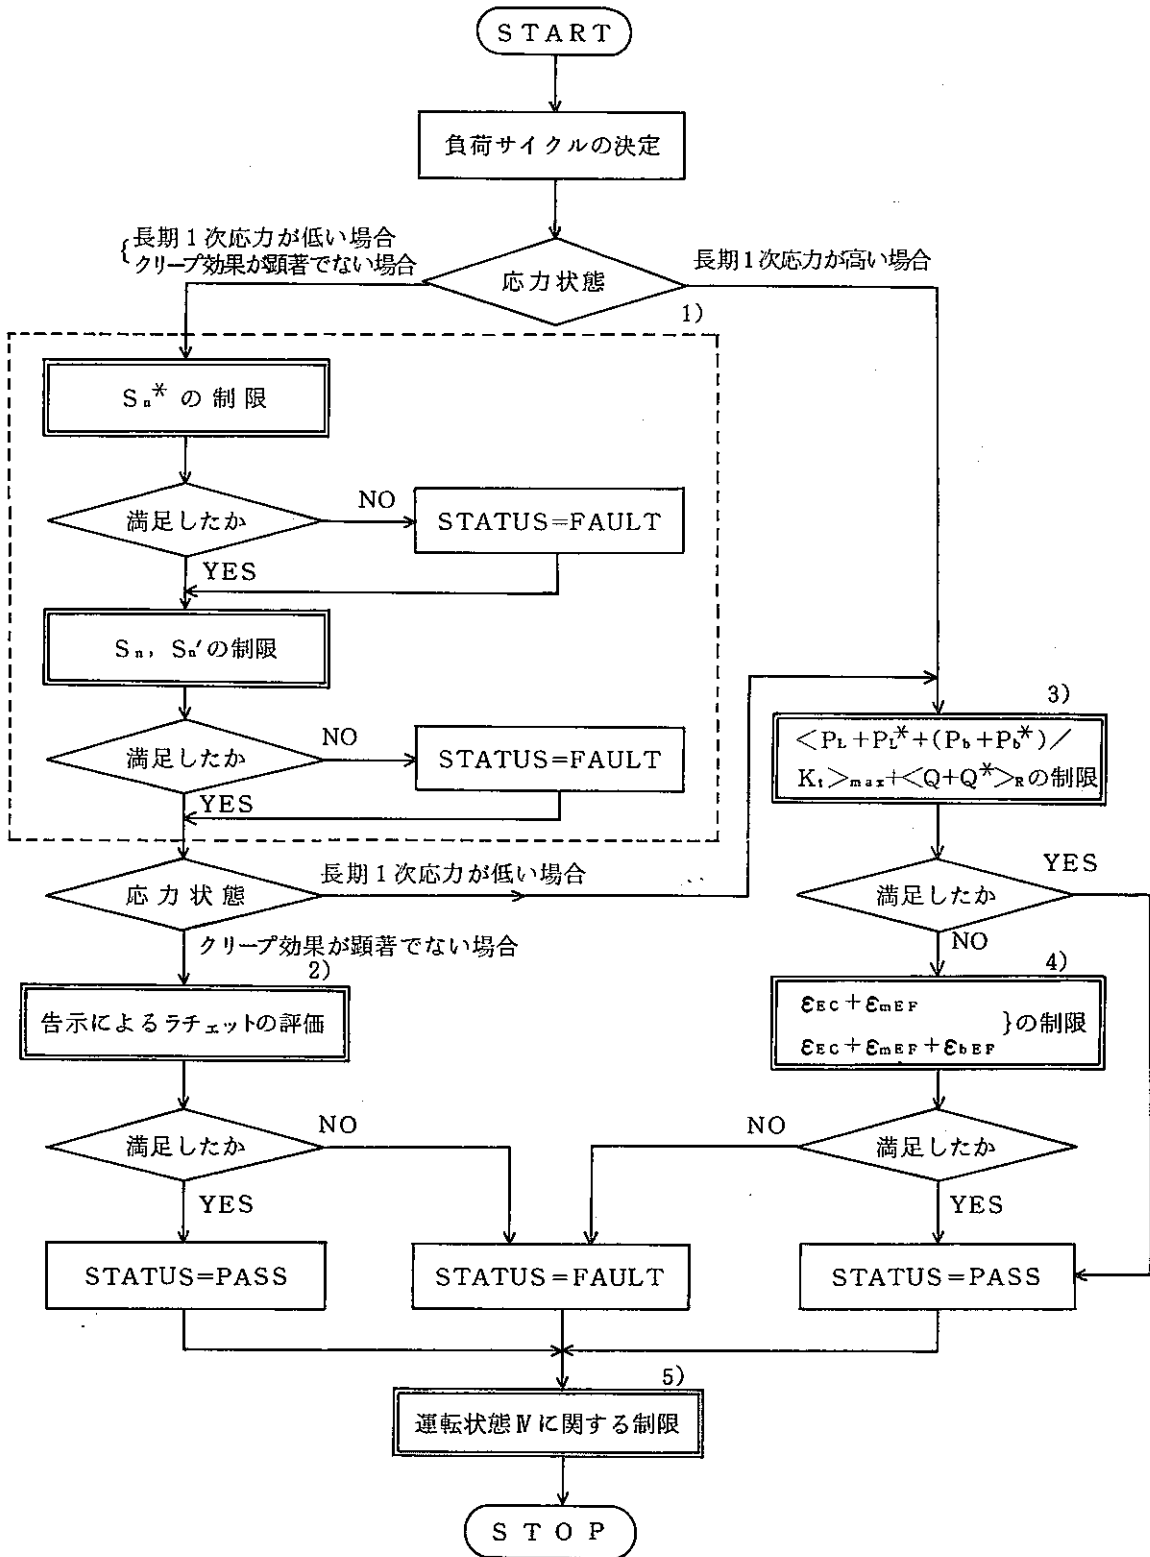 START
負荷サイクルの決定
{長期1次応力が低い場合
クリープ効果が顕著でない場合
応力状態
長期1次応力が高い場合
1)
Sn* の制限
満足したか
NO
STATUS=FAULT
YES
Sn, Sn′の制限
満足したか
NO
STATUS=FAULT
YES
応力状態
長期1次応力が低い場合
クリープ効果が顕著でない場合
2)
告示によるラチェットの評価
満足したか
NO
YES
STATUS=PASS
STATUS=FAULT
3)
<PL+PL*+(Pb+Pb*)/
Kt>max+<Q+Q*>Rの制限
満足したか
YES
NO
4)
εEC+εmEF
εEC+εmEF+εbEF
}の制限
満足したか
NO
YES
STATUS=PASS
5)
運転状態Ⅳに関する制限
STOP